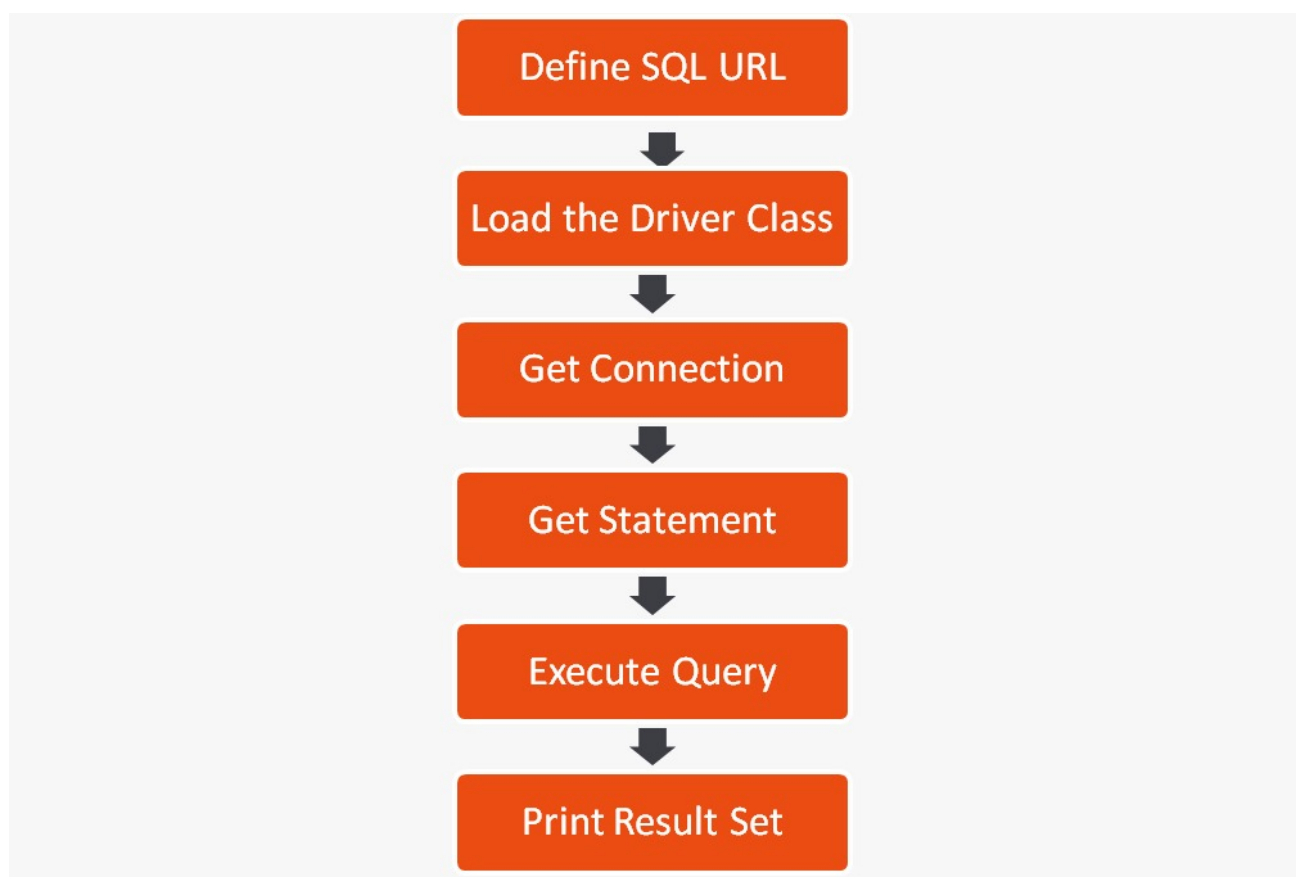 Define SQL URL
Load the Driver Class
Get Connection
Get Statement
Execute Query
Print Result Set